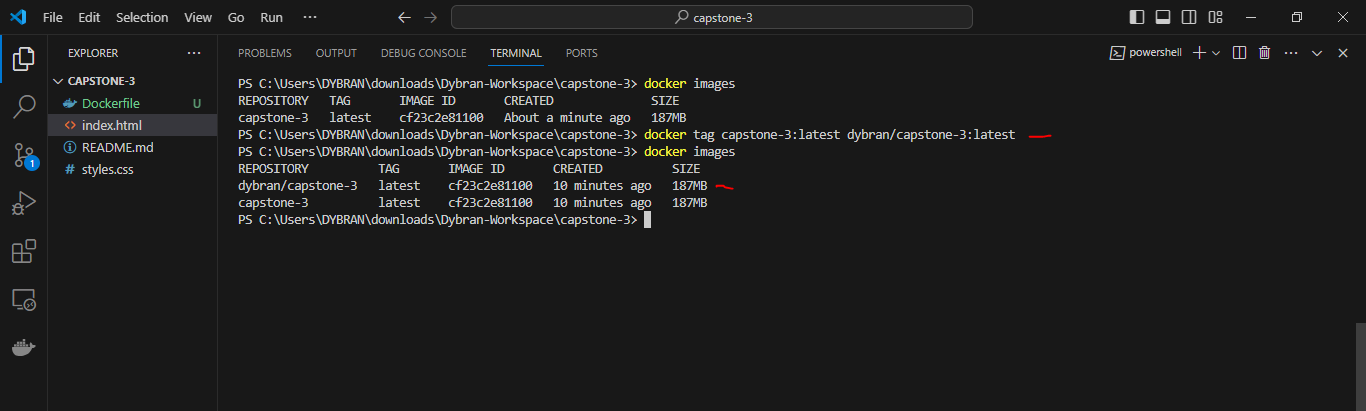 File Edit Selection View Go Run ··· capstone-3
EXPLORER ···
CAPSTONE-3
Dockerfile U
index.html
README.md
styles.css
1
PROBLEMS OUTPUT DEBUG CONSOLE TERMINAL PORTS powershell
PS C:\Users\DYBRAN\downloads\Dybran-Workspace\capstone-3> docker images
REPOSITORY TAG IMAGE ID CREATED SIZE
capstone-3 latest cf23c2e81100 About a minute ago 187MB
PS C:\Users\DYBRAN\downloads\Dybran-Workspace\capstone-3> docker tag capstone-3:latest dybran/capstone-3:latest
PS C:\Users\DYBRAN\downloads\Dybran-Workspace\capstone-3> docker images
REPOSITORY TAG IMAGE ID CREATED SIZE
dybran/capstone-3 latest cf23c2e81100 10 minutes ago 187MB
capstone-3 latest cf23c2e81100 10 minutes ago 187MB
PS C:\Users\DYBRAN\downloads\Dybran-Workspace\capstone-3>